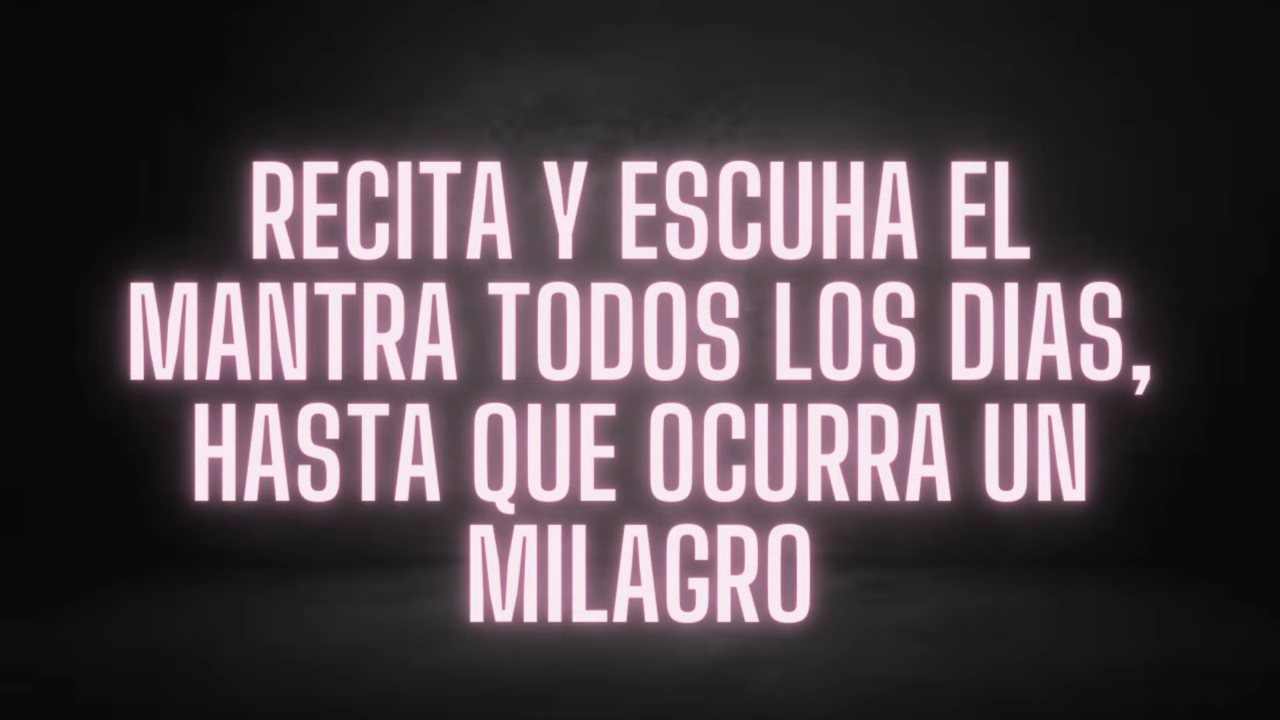 RECITA Y ESCUHA EL
MANTRA TODOS LOS DIAS,
HASTA QUE OCURRA UN
MILAGRO